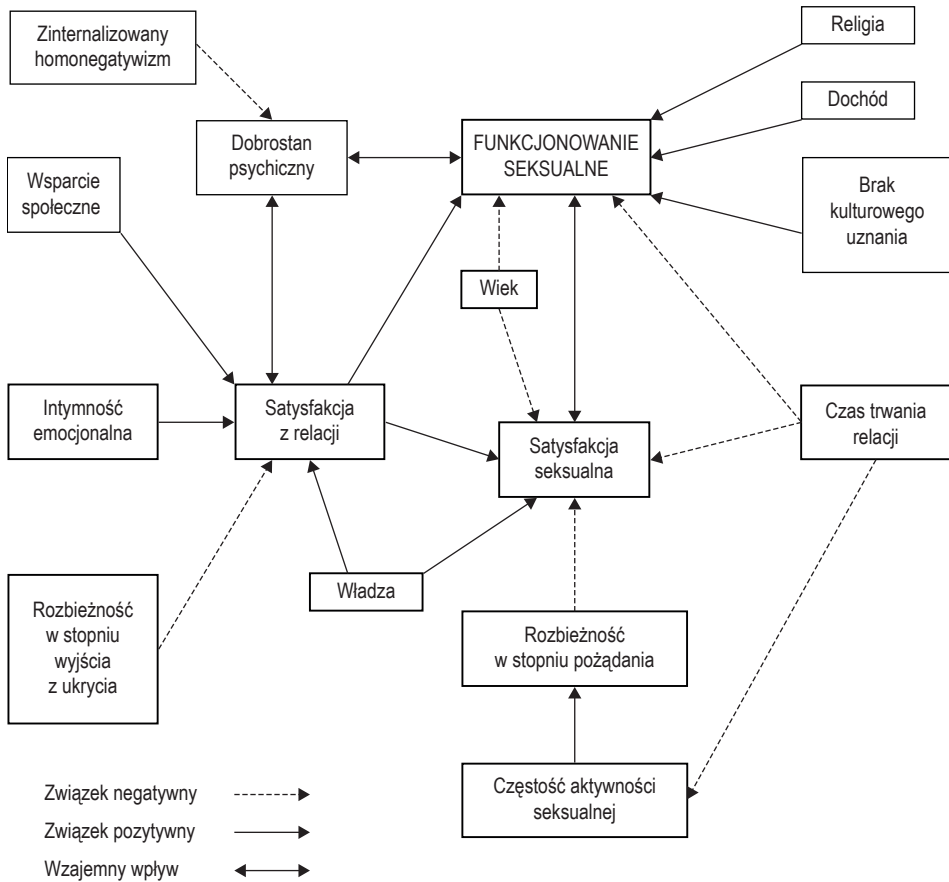 Zinternalizowany
homonegatywizm
Religia
Dochód
Dobrostan
psychiczny
FUNKCJONOWANIE
SEKSUALNE
Wsparcie
społeczne
Brak
kulturowego
uznania
Wiek
Intymność
emocjonalna
Satysfakcja
z relacji
Satysfakcja
seksualna
Czas trwania
relacji
Władza
Rozbieżność
w stopniu
wyjścia
z ukrycia
Rozbieżność
w stopniu pożądania
Częstość aktywności
seksualnej
Związek negatywny
Związek pozytywny
Wzajemny wpływ